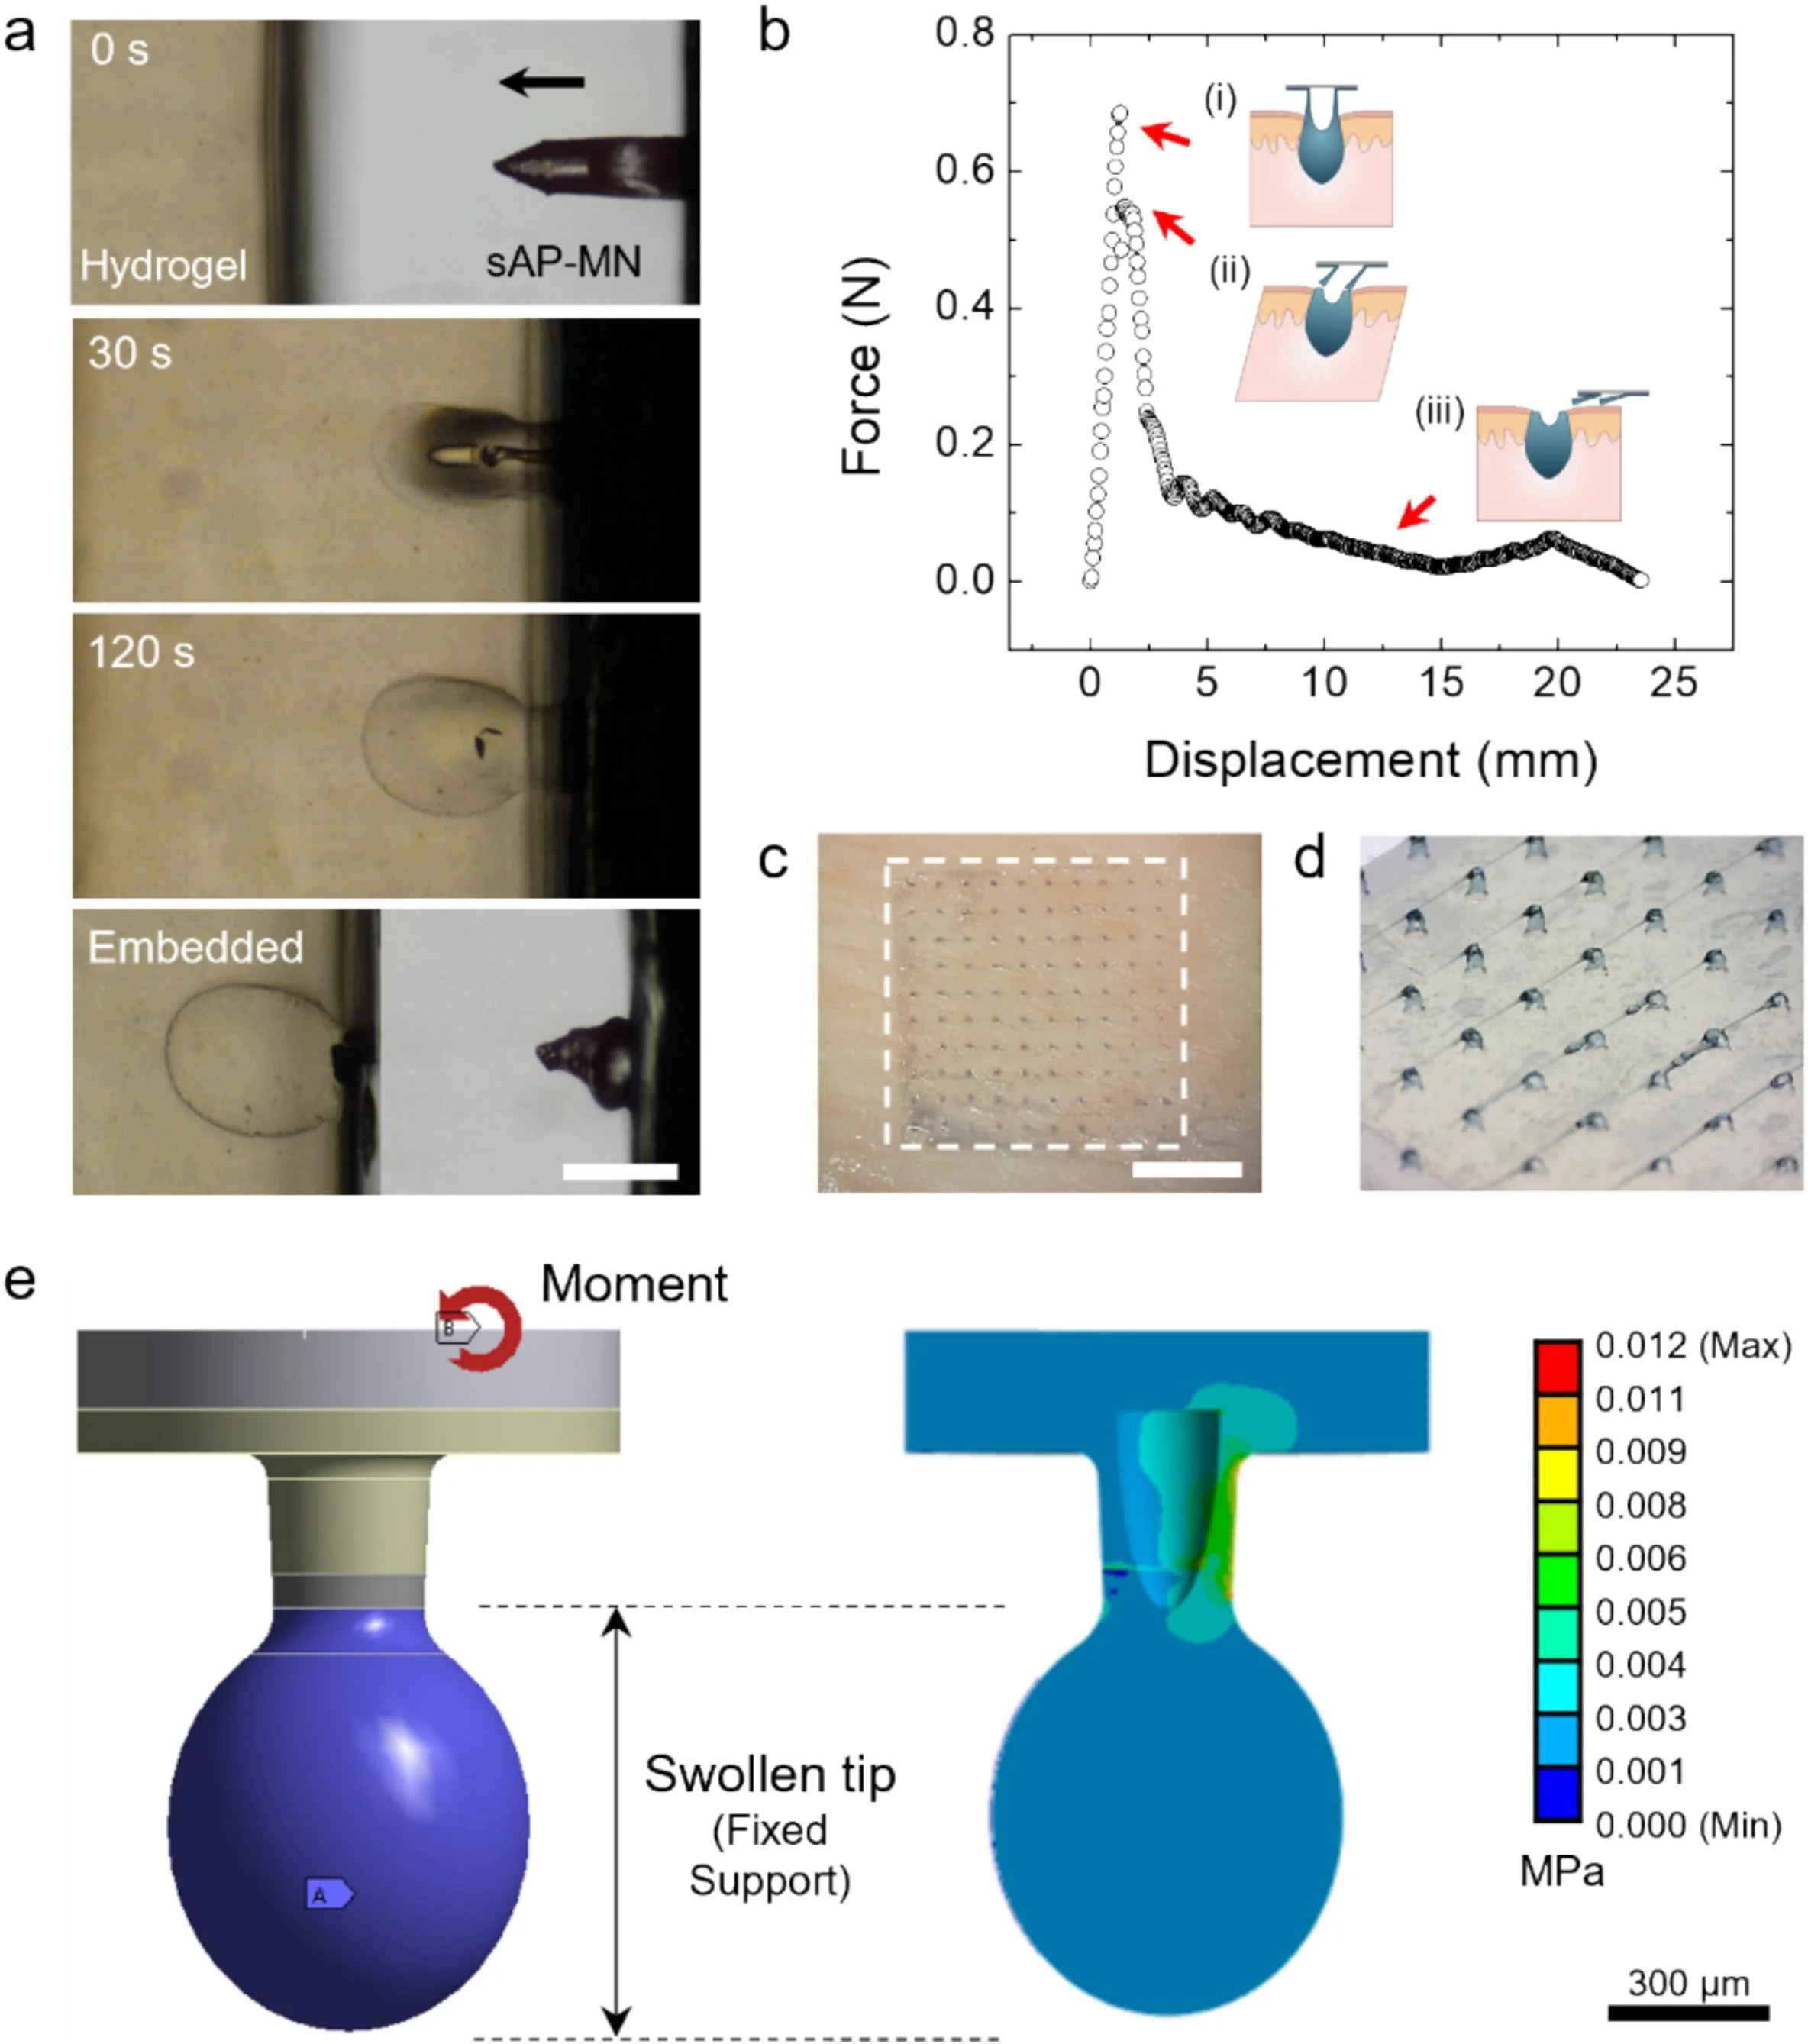 a
0 s
Hydrogel
sAP-MN
30 s
120 s
Embedded
b
0.8
0.6
0.4
0.2
0.0
Force (N)
(i)
(ii)
(iii)
0 5 10 15 20 25
Displacement (mm)
c
d
e
Moment
B
A
Swollen tip
(Fixed
Support)
0.012 (Max)
0.011
0.009
0.008
0.006
0.005
0.004
0.003
0.001
0.000 (Min)
MPa
300 μm